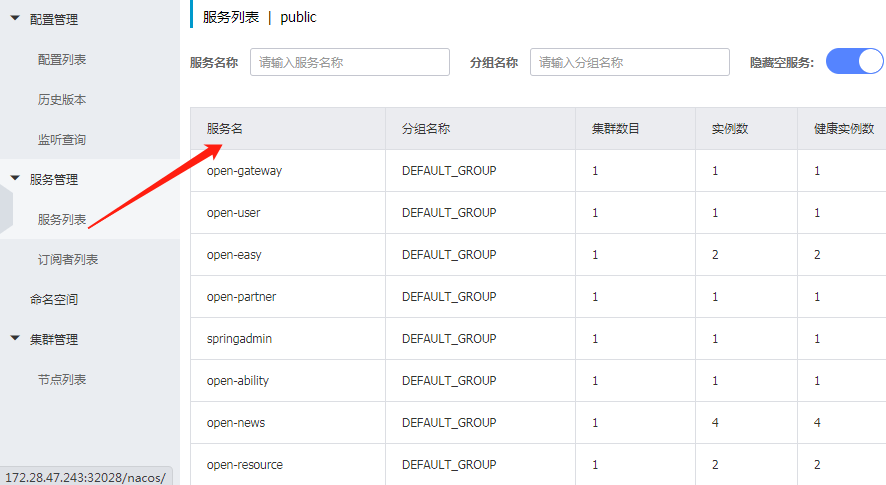 配置管理
配置列表
历史版本
监听查询
服务管理
服务列表
订阅者列表
命名空间
集群管理
节点列表
172.28.47.243:32028/nacos/
服务列表 | public
服务名称 请输入服务名称 分组名称 请输入分组名称 隐藏空服务:
服务名 分组名称 集群数目 实例数 健康实例数
open-gateway DEFAULT_GROUP 1 1 1
open-user DEFAULT_GROUP 1 1 1
open-easy DEFAULT_GROUP 1 2 2
open-partner DEFAULT_GROUP 1 1 1
springadmin DEFAULT_GROUP 1 1 1
open-ability DEFAULT_GROUP 1 1 1
open-news DEFAULT_GROUP 1 4 4
open-resource DEFAULT_GROUP 1 2 2